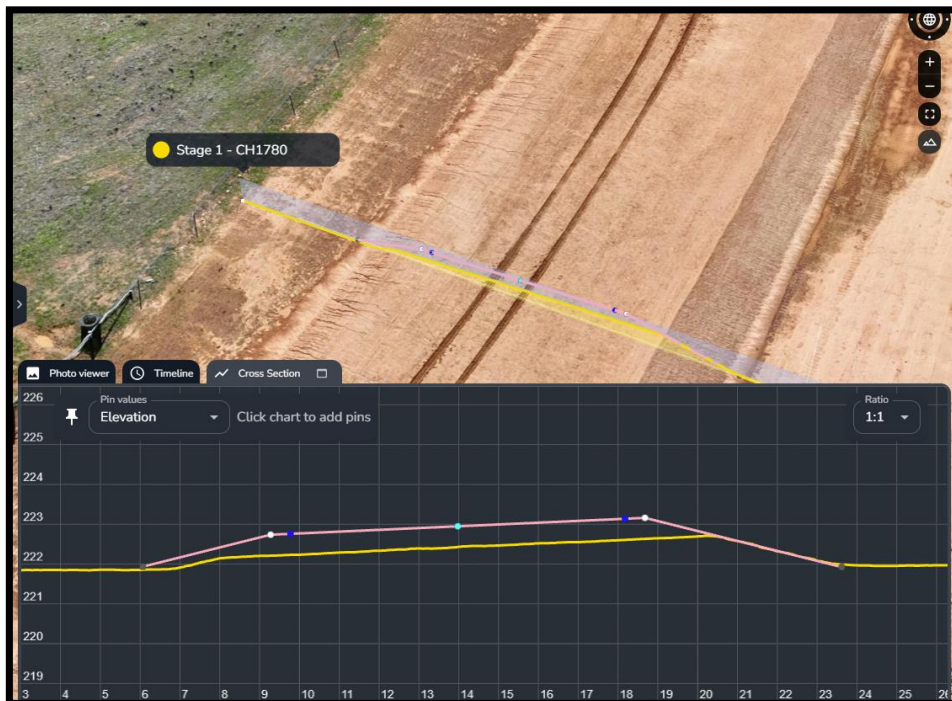 Stage 1 - CH1780
+
−
Photo viewer
Timeline
Cross Section
Pin values
Elevation
Click chart to add pins
Ratio
1:1
226
225
224
223
222
221
220
219
3 4 5 6 7 8 9 10 11 12 13 14 15 16 17 18 19 20 21 22 23 24 25